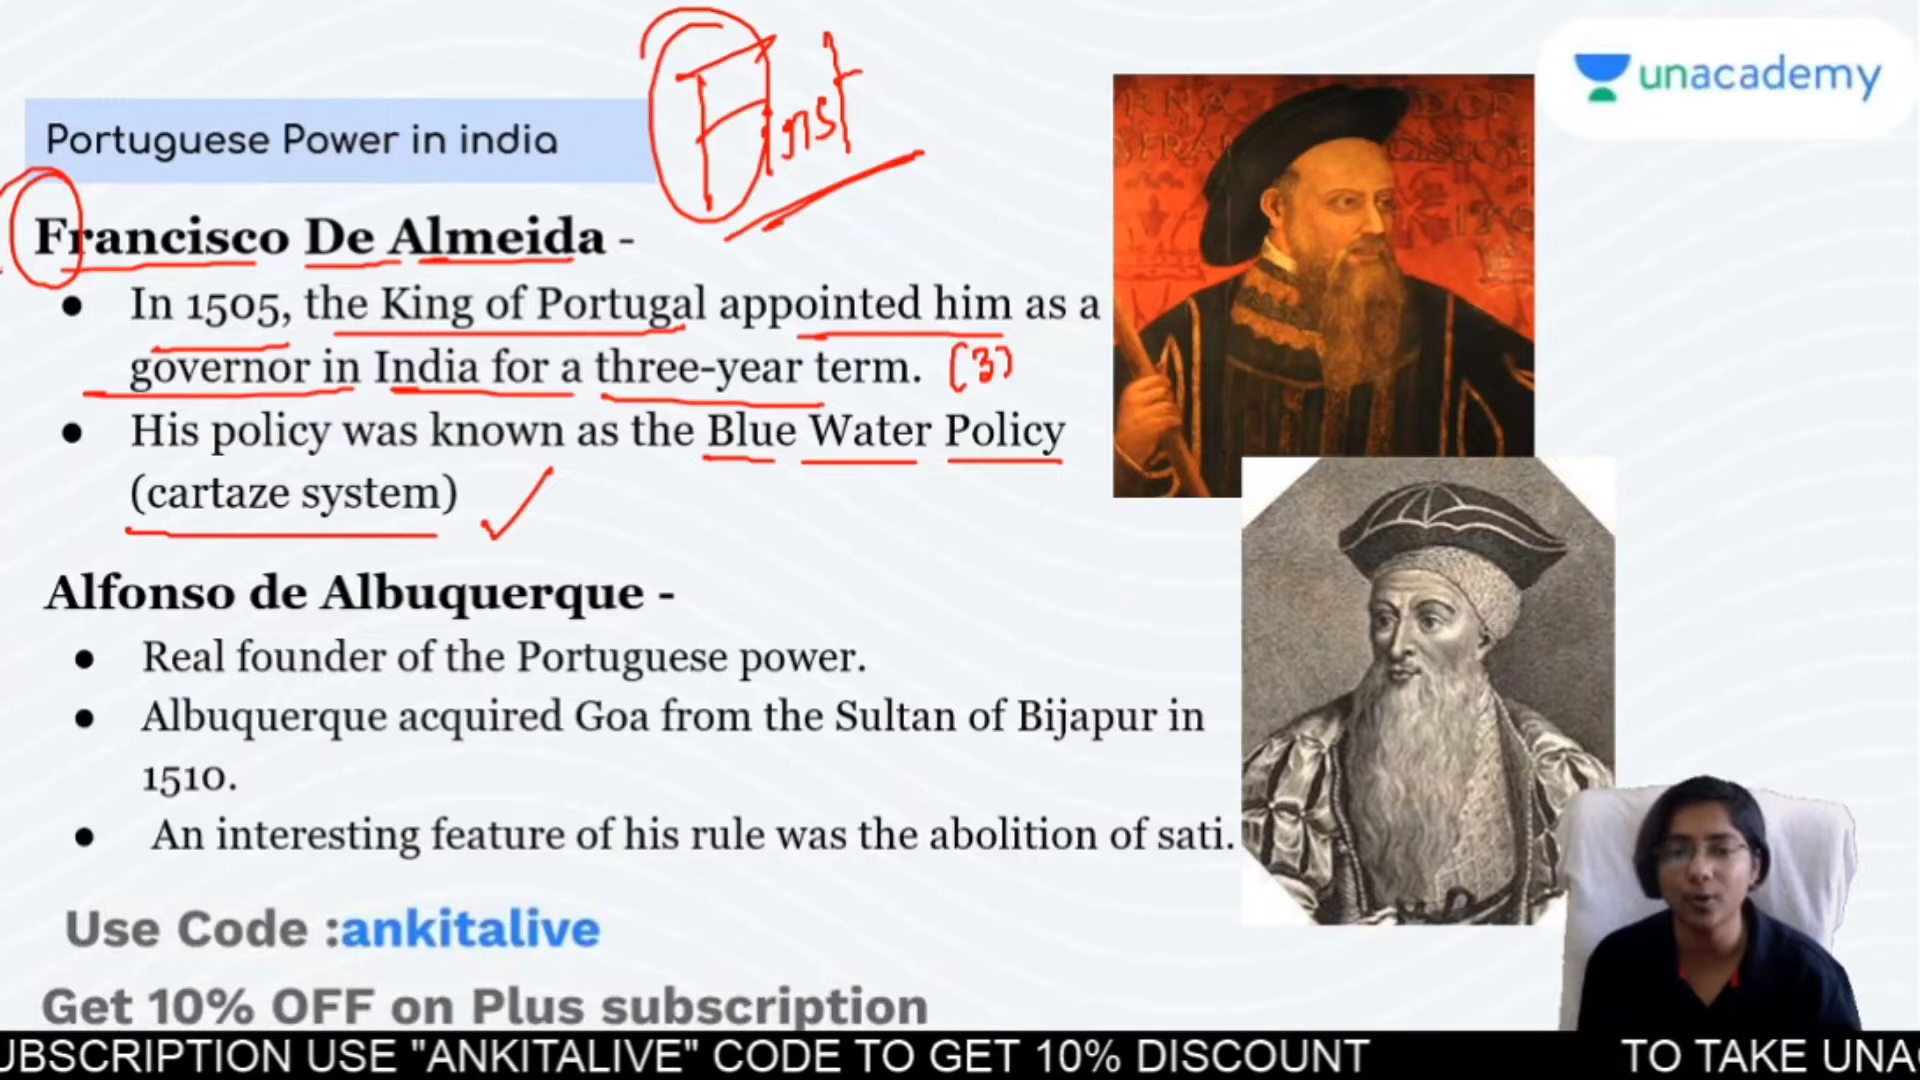 First
unacademy
Portuguese Power in india
Francisco De Almeida -
● In 1505, the King of Portugal appointed him as a
governor in India for a three-year term. (3)
● His policy was known as the Blue Water Policy
(cartaze system)
Alfonso de Albuquerque -
● Real founder of the Portuguese power.
● Albuquerque acquired Goa from the Sultan of Bijapur in
1510.
● An interesting feature of his rule was the abolition of sati.
Use Code :ankitalive
Get 10% OFF on Plus subscription
UBSCRIPTION USE "ANKITALIVE" CODE TO GET 10% DISCOUNT TO TAKE UNA